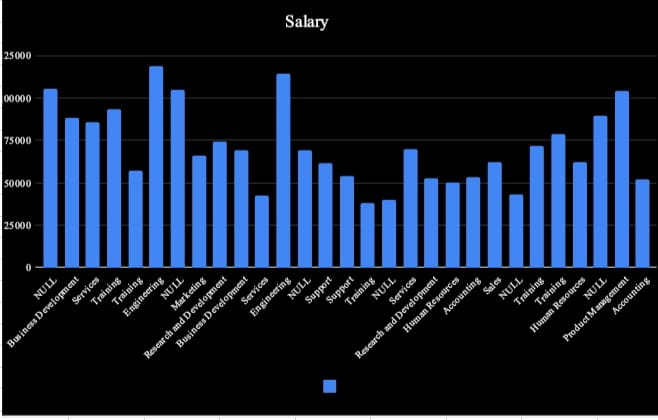 Salary
25000
00000
75000
50000
25000
0
NULL
Business Development
Services
Training
Training
Engineering
NULL
Marketing
Research and Development
Business Development
Services
Engineering
NULL
Support
Support
Training
NULL
Services
Research and Development
Human Resources
Accounting
Sales
NULL
Training
Training
Human Resources
NULL
Product Management
Accounting